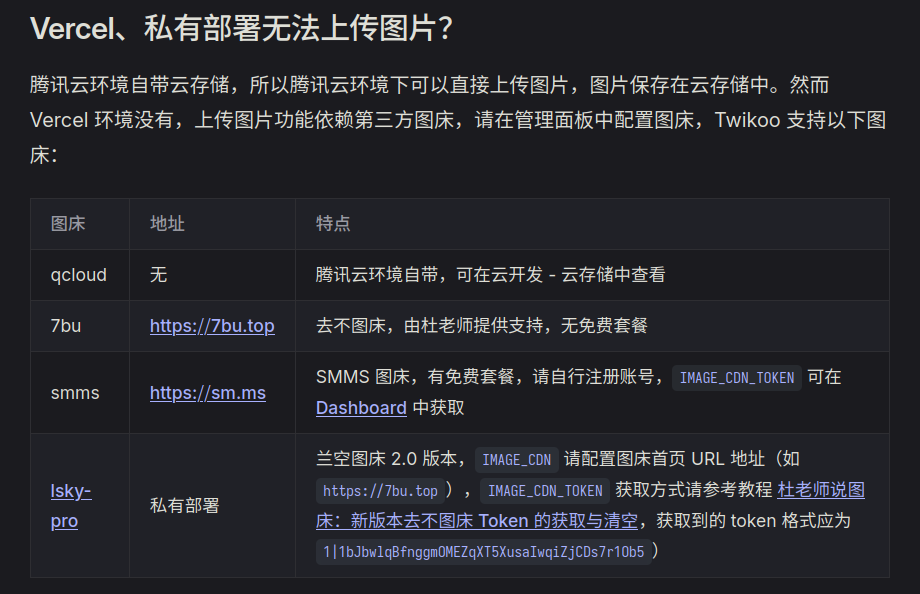 Vercel、私有部署无法上传图片？
腾讯云环境自带云存储，所以腾讯云环境下可以直接上传图片，图片保存在云存储中。然而
Vercel 环境没有，上传图片功能依赖第三方图床，请在管理面板中配置图床，Twikoo 支持以下图
床：
图床 地址 特点
qcloud 无 腾讯云环境自带，可在云开发 - 云存储中查看
7bu https://7bu.top 去不图床，由杜老师提供支持，无免费套餐
smms https://sm.ms SMMS 图床，有免费套餐，请自行注册账号， IMAGE_CDN_TOKEN 可在
Dashboard 中获取
lsky-
pro
私有部署
兰空图床 2.0 版本， IMAGE_CDN 请配置图床首页 URL 地址（如
https://7bu.top ）， IMAGE_CDN_TOKEN 获取方式请参考教程 杜老师说图
床：新版本去不图床 Token 的获取与清空，获取到的 token 格式应为
1|1bJbwlqBfnggmOMEZqXT5XusaIwqiZjCDs7r1Ob5 ）